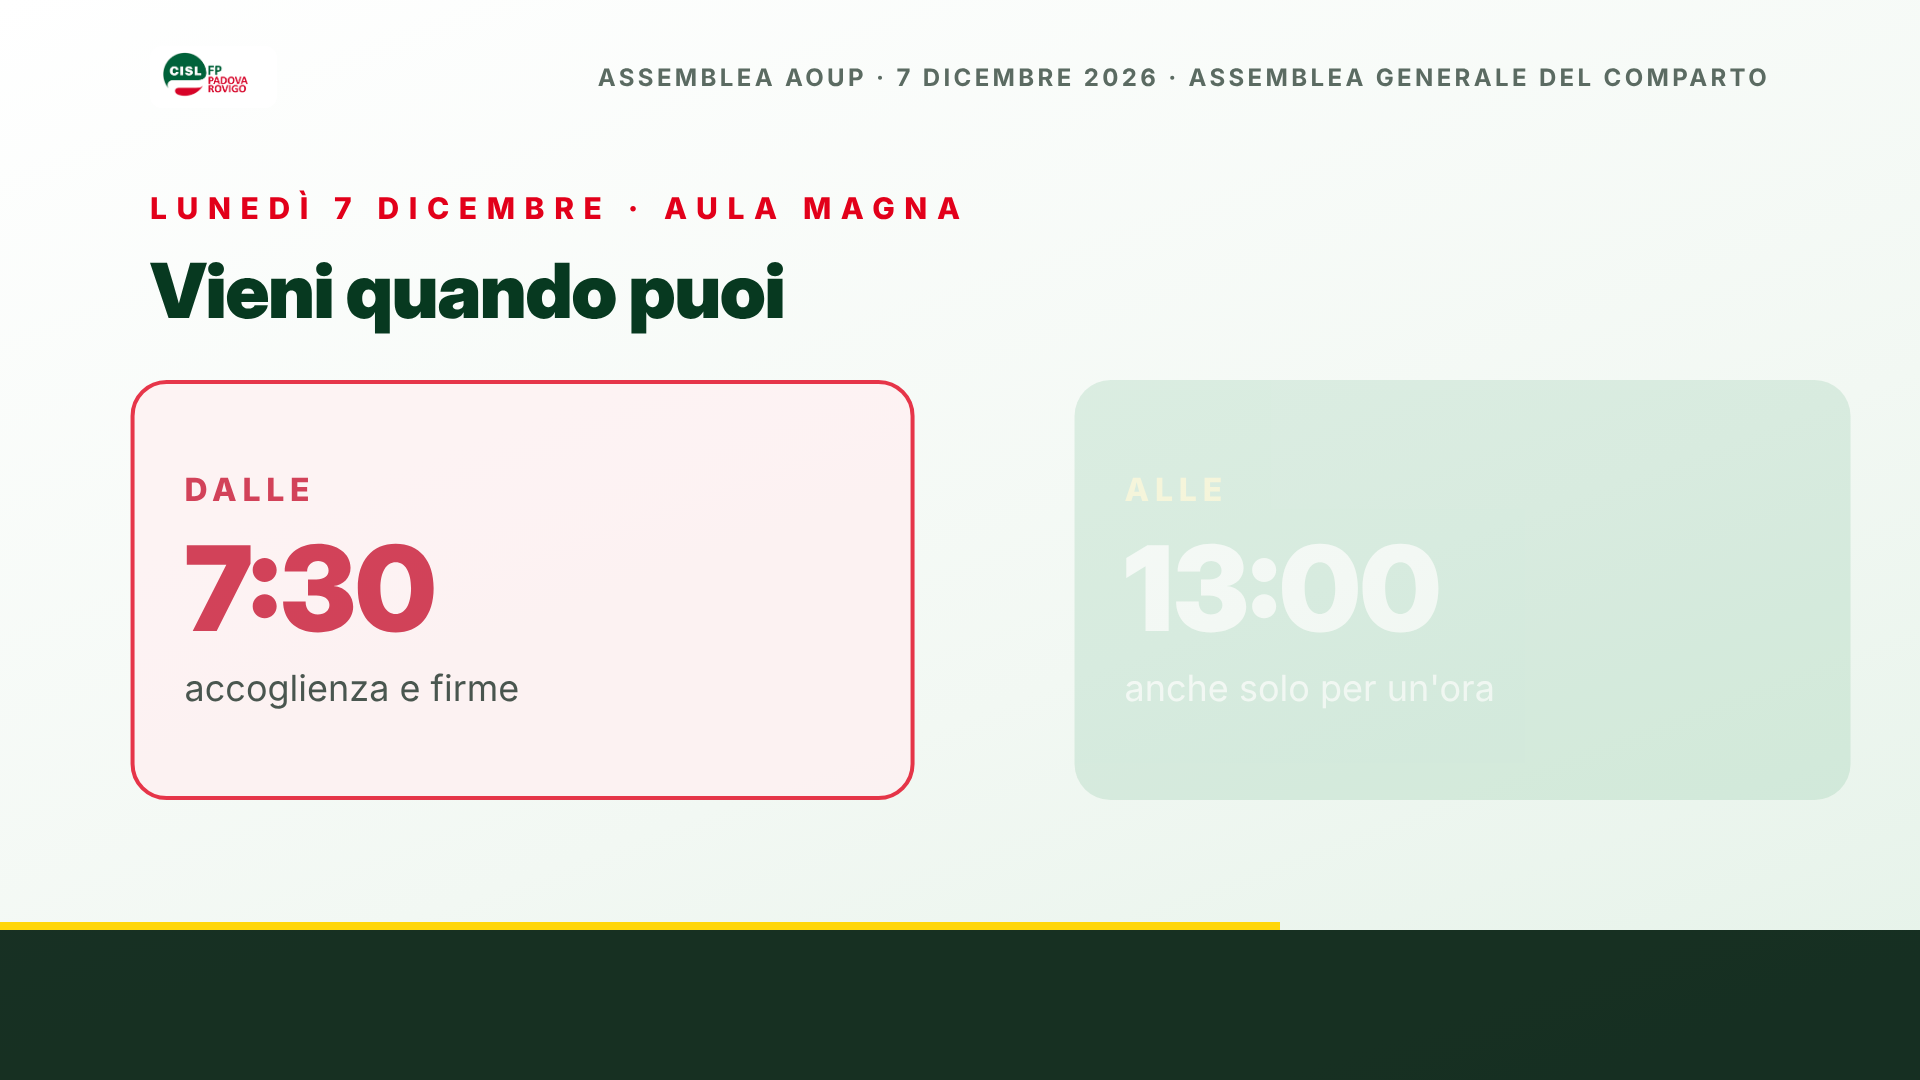 CISL FP
PADOVA
ROVIGO
ASSEMBLEA AOUP · 7 DICEMBRE 2026 · ASSEMBLEA GENERALE DEL COMPARTO
LUNEDÌ 7 DICEMBRE · AULA MAGNA
Vieni quando puoi
DALLE
7:30
accoglienza e firme
ALLE
13:00
anche solo per un'ora